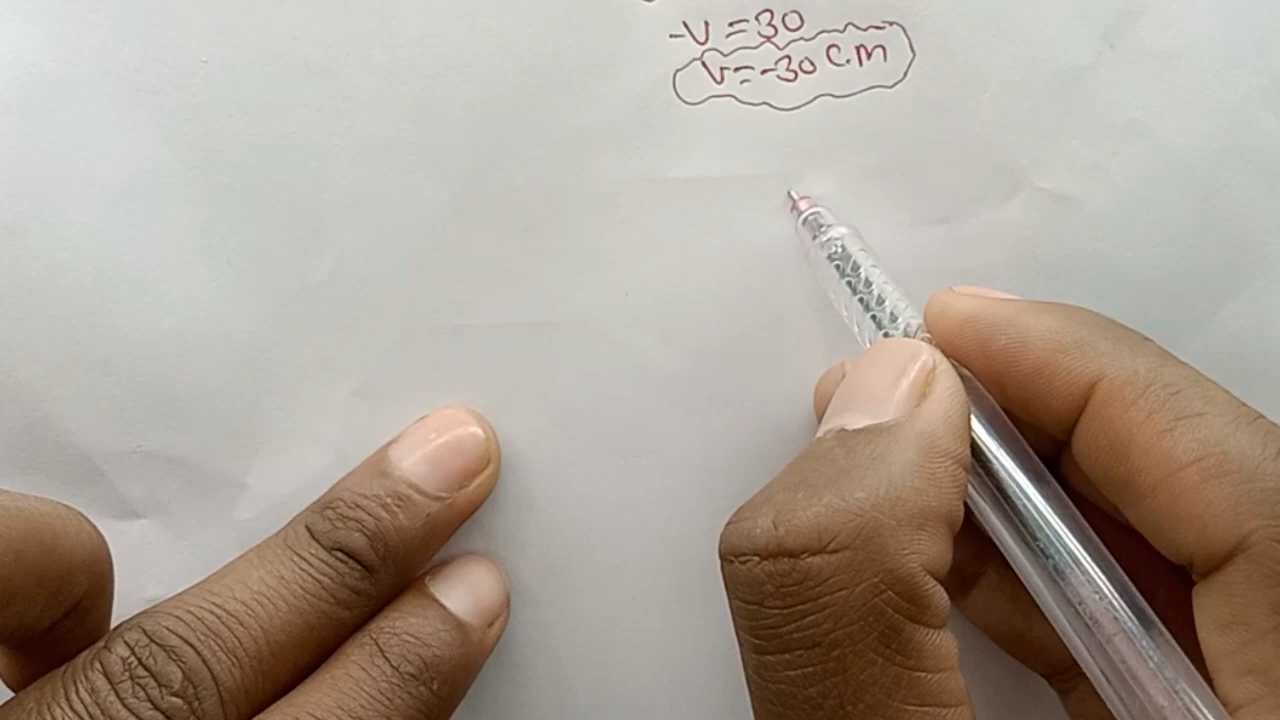 -V = 30
V = -30 C.M